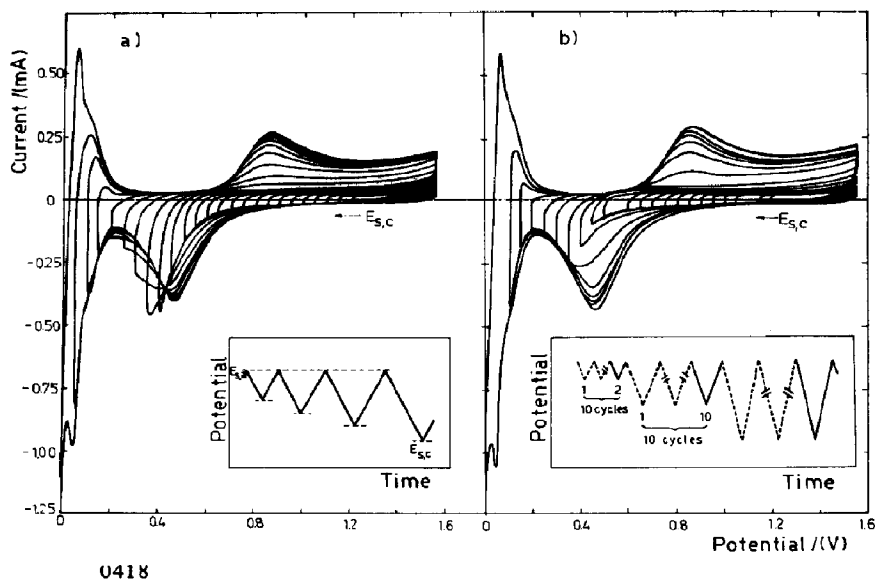 a)
b)
Current /(mA)
0.50
0.25
0
-0.25
-0.50
-0.75
-1.00
-1.25
E s,c
E s,c
Potential
E s,a
E s,c
Time
Potential
1 2
10 cycles
1 10
10 cycles
Time
0 0.4 0.8 1.2 1.6
0 0.4 0.8 1.2 1.6
Potential /(V)
0418